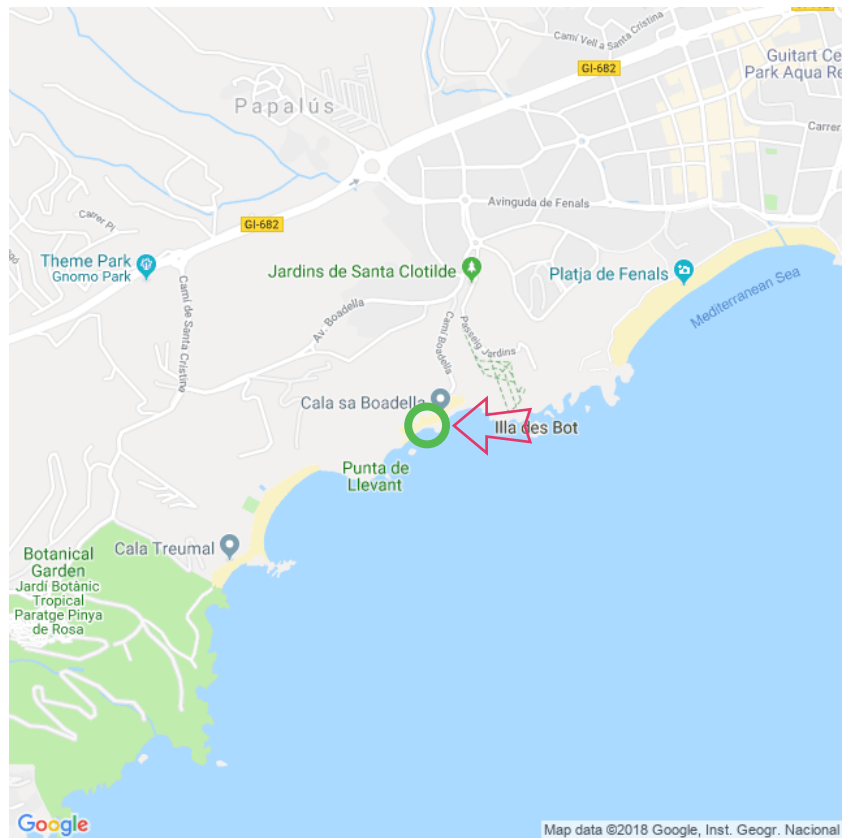 GI-682
Camí Vell a Santa Cristina
GI-682
Guitart Ce
Park Aqua Re
Papalús
Carrer
Avinguda de Fenals
Carrer Pi
GI-682
Theme Park
Gnomo Park
Jardins de Santa Clotilde
Platja de Fenals
Mediterranean Sea
Camí de Santa Cristina
Av. Boadella
Camí Boadella
Passeig Jardins
Cala sa Boadella
Illa des Bot
Punta de
Llevant
Cala Treumal
Botanical
Garden
Jardí Botànic
Tropical
Paratge Pinya
de Rosa
Google
Map data ©2018 Google, Inst. Geogr. Nacional